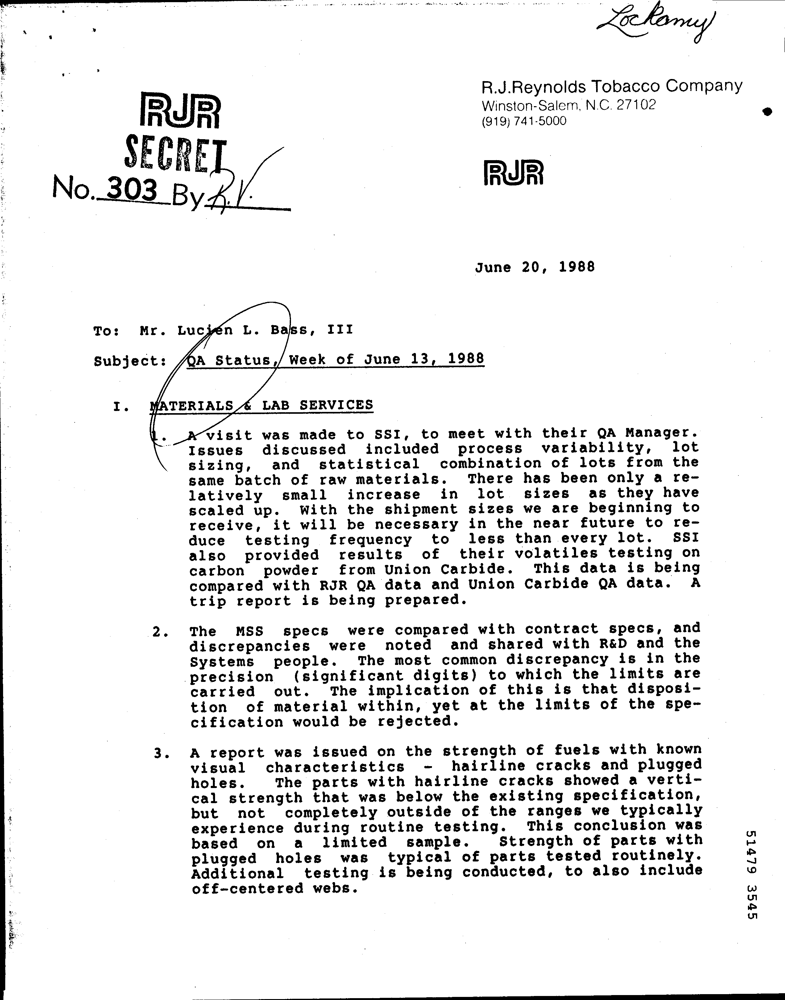 Lockamy
R.J.Reynolds Tobacco Company
Winston-Salem, N.C. 27102
(919) 741-5000
RJR
SECRET
No. 303 By R.V.
RJR
June 20, 1988
To: Mr. Lucien L. Bass, III
Subject: QA Status, Week of June 13, 1988
I. MATERIALS & LAB SERVICES
1. A visit was made to SSI, to meet with their QA Manager.
Issues discussed included process variability, lot
sizing, and statistical combination of lots from the
same batch of raw materials. There has been only a re-
latively small increase in lot sizes as they have
scaled up. With the shipment sizes we are beginning to
receive, it will be necessary in the near future to re-
duce testing frequency to less than every lot. SSI
also provided results of their volatiles testing on
carbon powder from Union Carbide. This data is being
compared with RJR QA data and Union Carbide QA data. A
trip report is being prepared.
2. The MSS specs were compared with contract specs, and
discrepancies were noted and shared with R&D and the
Systems people. The most common discrepancy is in the
precision (significant digits) to which the limits are
carried out. The implication of this is that disposi-
tion of material within, yet at the limits of the spe-
cification would be rejected.
3. A report was issued on the strength of fuels with known
visual characteristics - hairline cracks and plugged
holes. The parts with hairline cracks showed a verti-
cal strength that was below the existing specification,
but not completely outside of the ranges we typically
experience during routine testing. This conclusion was
based on a limited sample. Strength of parts with
plugged holes was typical of parts tested routinely.
Additional testing is being conducted, to also include
off-centered webs.
51479 3545